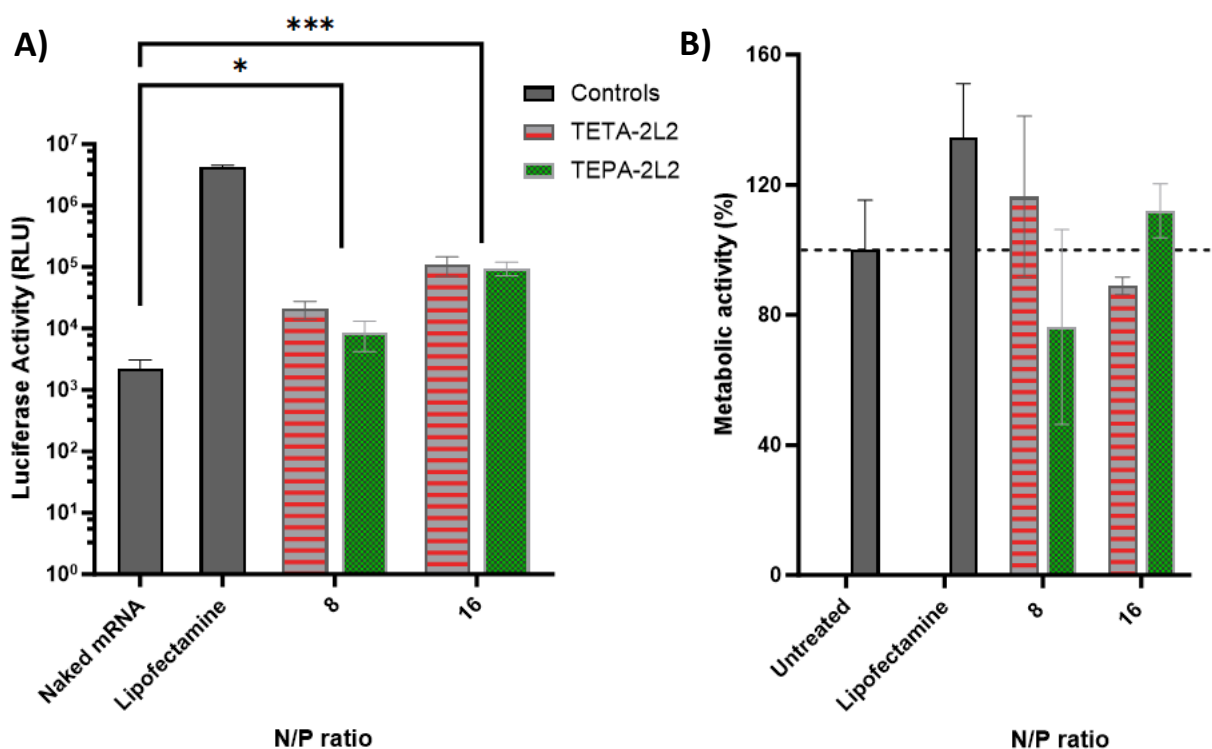 A)
***
*
Controls
TETA-2L2
TEPA-2L2
Luciferase Activity (RLU)
10⁷
10⁶
10⁵
10⁴
10³
10²
10¹
10⁰
Naked mRNA
Lipofectamine
8
16
N/P ratio
B)
Metabolic activity (%)
160
120
80
40
0
Untreated
Lipofectamine
8
16
N/P ratio